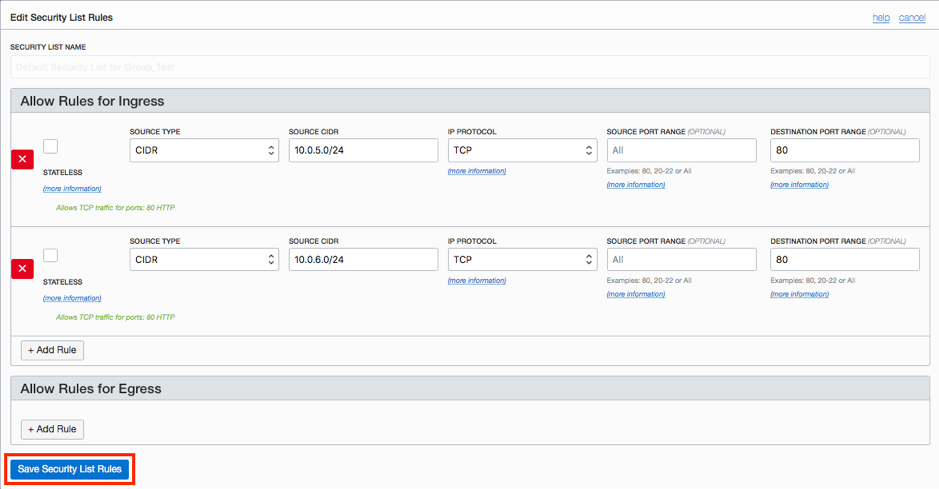 Edit Security List Rules help cancel
SECURITY LIST NAME
Default Security List for Group_Test
Allow Rules for Ingress
SOURCE TYPE SOURCE CIDR IP PROTOCOL SOURCE PORT RANGE (OPTIONAL) DESTINATION PORT RANGE (OPTIONAL)
CIDR 10.0.5.0/24 TCP All 80
STATELESS (more information) Examples: 80, 20-22 or All Examples: 80, 20-22 or All
(more information) (more information) (more information)
Allows TCP traffic for ports: 80 HTTP
SOURCE TYPE SOURCE CIDR IP PROTOCOL SOURCE PORT RANGE (OPTIONAL) DESTINATION PORT RANGE (OPTIONAL)
CIDR 10.0.6.0/24 TCP All 80
STATELESS (more information) Examples: 80, 20-22 or All Examples: 80, 20-22 or All
(more information) (more information) (more information)
Allows TCP traffic for ports: 80 HTTP
+ Add Rule
Allow Rules for Egress
+ Add Rule
Save Security List Rules